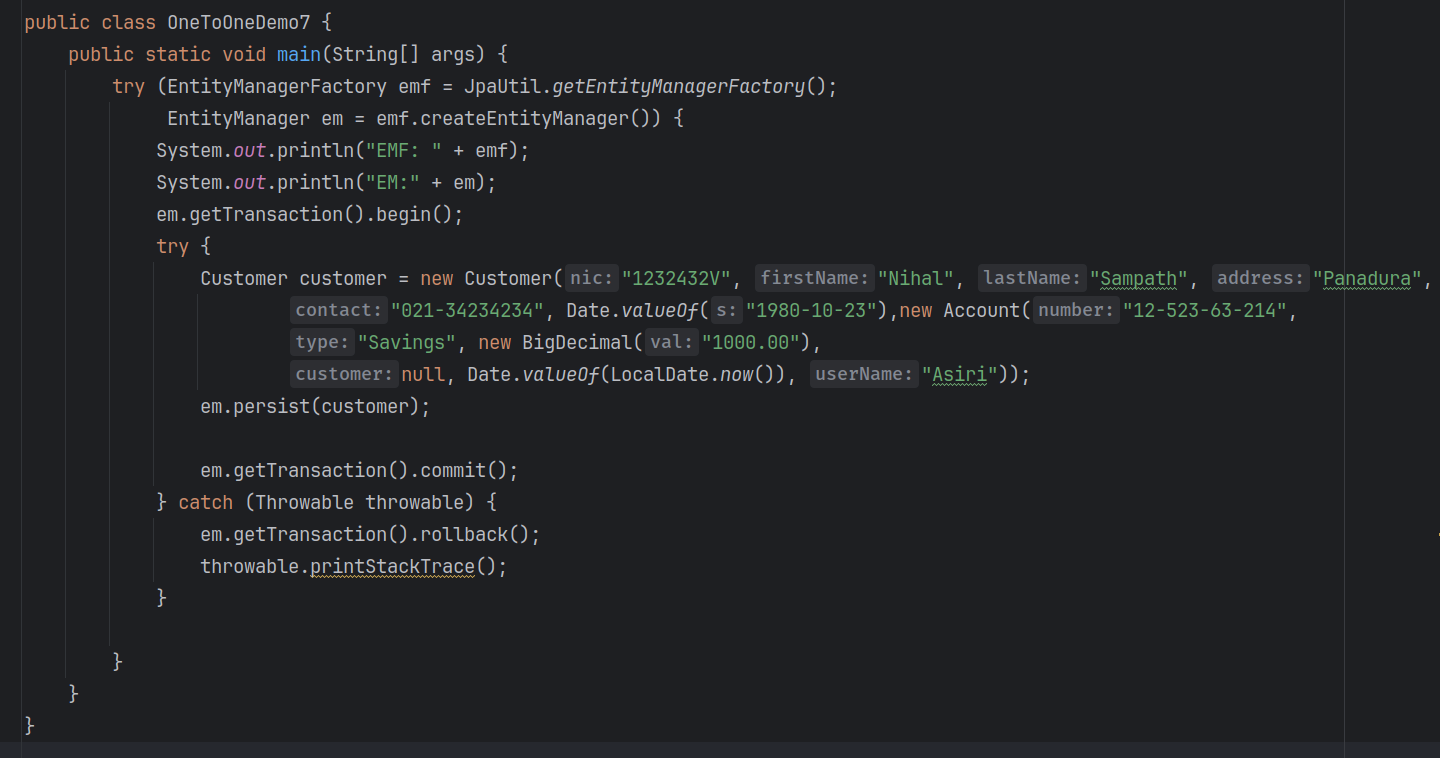 public class OneToOneDemo7 {
public static void main(String[] args) {
try (EntityManagerFactory emf = JpaUtil.getEntityManagerFactory();
EntityManager em = emf.createEntityManager()) {
System.out.println("EMF: " + emf);
System.out.println("EM:" + em);
em.getTransaction().begin();
try {
Customer customer = new Customer( nic: "1232432V", firstName: "Nihal", lastName: "Sampath", address: "Panadura",
contact: "021-34234234", Date.valueOf( s: "1980-10-23"),new Account( number: "12-523-63-214",
type: "Savings", new BigDecimal( val: "1000.00"),
customer: null, Date.valueOf(LocalDate.now()), userName: "Asiri"));
em.persist(customer);
em.getTransaction().commit();
} catch (Throwable throwable) {
em.getTransaction().rollback();
throwable.printStackTrace();
}
}
}
}